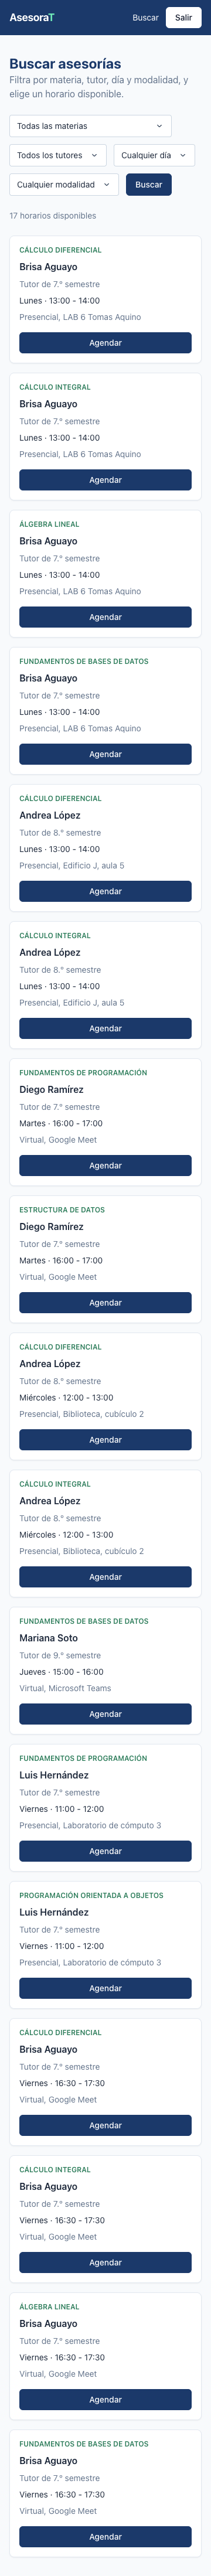 AsesoraT
Buscar
Salir
Buscar asesorías
Filtra por materia, tutor, día y modalidad, y
elige un horario disponible.
Todas las materias
Todos los tutores
Cualquier día
Cualquier modalidad
Buscar
17 horarios disponibles
CÁLCULO DIFERENCIAL
Brisa Aguayo
Tutor de 7.° semestre
Lunes · 13:00 - 14:00
Presencial, LAB 6 Tomas Aquino
Agendar
CÁLCULO INTEGRAL
Brisa Aguayo
Tutor de 7.° semestre
Lunes · 13:00 - 14:00
Presencial, LAB 6 Tomas Aquino
Agendar
ÁLGEBRA LINEAL
Brisa Aguayo
Tutor de 7.° semestre
Lunes · 13:00 - 14:00
Presencial, LAB 6 Tomas Aquino
Agendar
FUNDAMENTOS DE BASES DE DATOS
Brisa Aguayo
Tutor de 7.° semestre
Lunes · 13:00 - 14:00
Presencial, LAB 6 Tomas Aquino
Agendar
CÁLCULO DIFERENCIAL
Andrea López
Tutor de 8.° semestre
Lunes · 13:00 - 14:00
Presencial, Edificio J, aula 5
Agendar
CÁLCULO INTEGRAL
Andrea López
Tutor de 8.° semestre
Lunes · 13:00 - 14:00
Presencial, Edificio J, aula 5
Agendar
FUNDAMENTOS DE PROGRAMACIÓN
Diego Ramírez
Tutor de 7.° semestre
Martes · 16:00 - 17:00
Virtual, Google Meet
Agendar
ESTRUCTURA DE DATOS
Diego Ramírez
Tutor de 7.° semestre
Martes · 16:00 - 17:00
Virtual, Google Meet
Agendar
CÁLCULO DIFERENCIAL
Andrea López
Tutor de 8.° semestre
Miércoles · 12:00 - 13:00
Presencial, Biblioteca, cubículo 2
Agendar
CÁLCULO INTEGRAL
Andrea López
Tutor de 8.° semestre
Miércoles · 12:00 - 13:00
Presencial, Biblioteca, cubículo 2
Agendar
FUNDAMENTOS DE BASES DE DATOS
Mariana Soto
Tutor de 9.° semestre
Jueves · 15:00 - 16:00
Virtual, Microsoft Teams
Agendar
FUNDAMENTOS DE PROGRAMACIÓN
Luis Hernández
Tutor de 7.° semestre
Viernes · 11:00 - 12:00
Presencial, Laboratorio de cómputo 3
Agendar
PROGRAMACIÓN ORIENTADA A OBJETOS
Luis Hernández
Tutor de 7.° semestre
Viernes · 11:00 - 12:00
Presencial, Laboratorio de cómputo 3
Agendar
CÁLCULO DIFERENCIAL
Brisa Aguayo
Tutor de 7.° semestre
Viernes · 16:30 - 17:30
Virtual, Google Meet
Agendar
CÁLCULO INTEGRAL
Brisa Aguayo
Tutor de 7.° semestre
Viernes · 16:30 - 17:30
Virtual, Google Meet
Agendar
ÁLGEBRA LINEAL
Brisa Aguayo
Tutor de 7.° semestre
Viernes · 16:30 - 17:30
Virtual, Google Meet
Agendar
FUNDAMENTOS DE BASES DE DATOS
Brisa Aguayo
Tutor de 7.° semestre
Viernes · 16:30 - 17:30
Virtual, Google Meet
Agendar